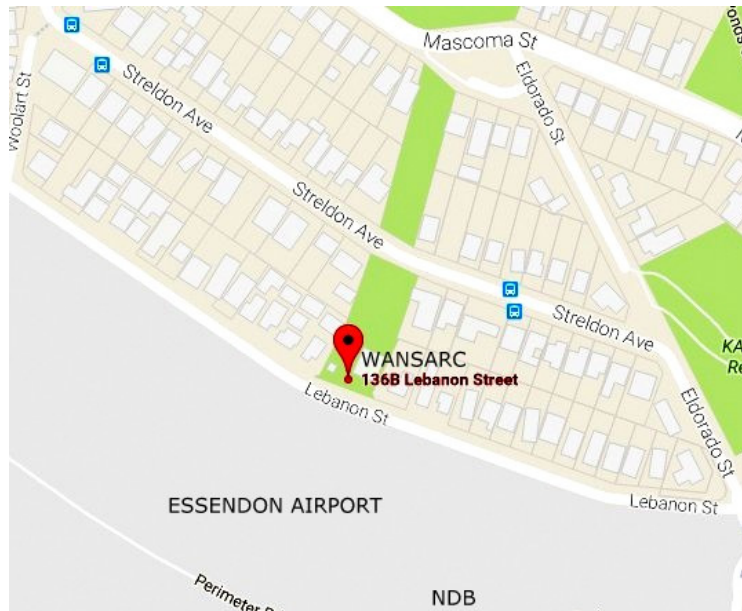 Mascoma St
Eldorado St
Woolart St
Streldon Ave
Streldon Ave
Streldon Ave
WANSARC
136B Lebanon Street
Lebanon St
Eldorado St
Lebanon St
ESSENDON AIRPORT
Perimeter
NDB